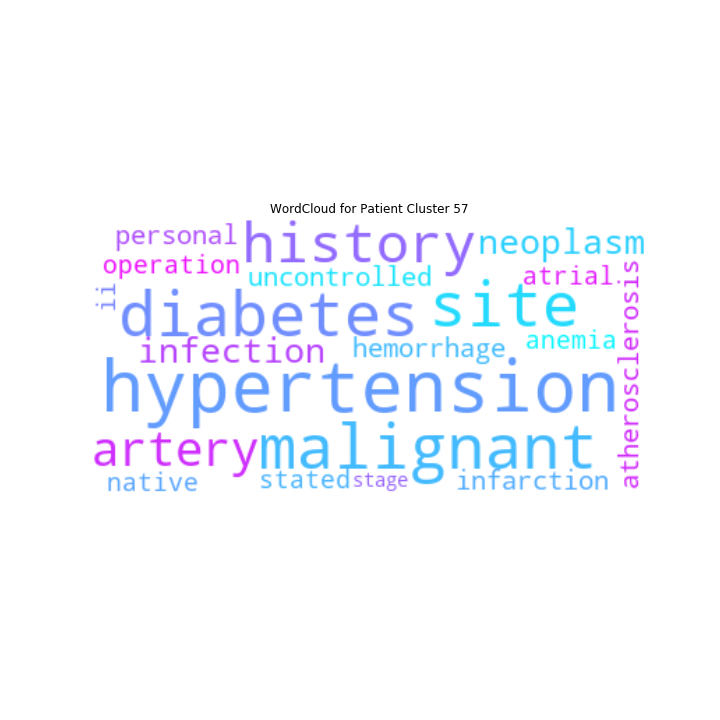 WordCloud for Patient Cluster 57
personal
history
neoplasm
operation
uncontrolled
atrial
ii
diabetes
site
infection
hemorrhage
anemia
hypertension
atherosclerosis
artery
malignant
native
stated
stage
infarction